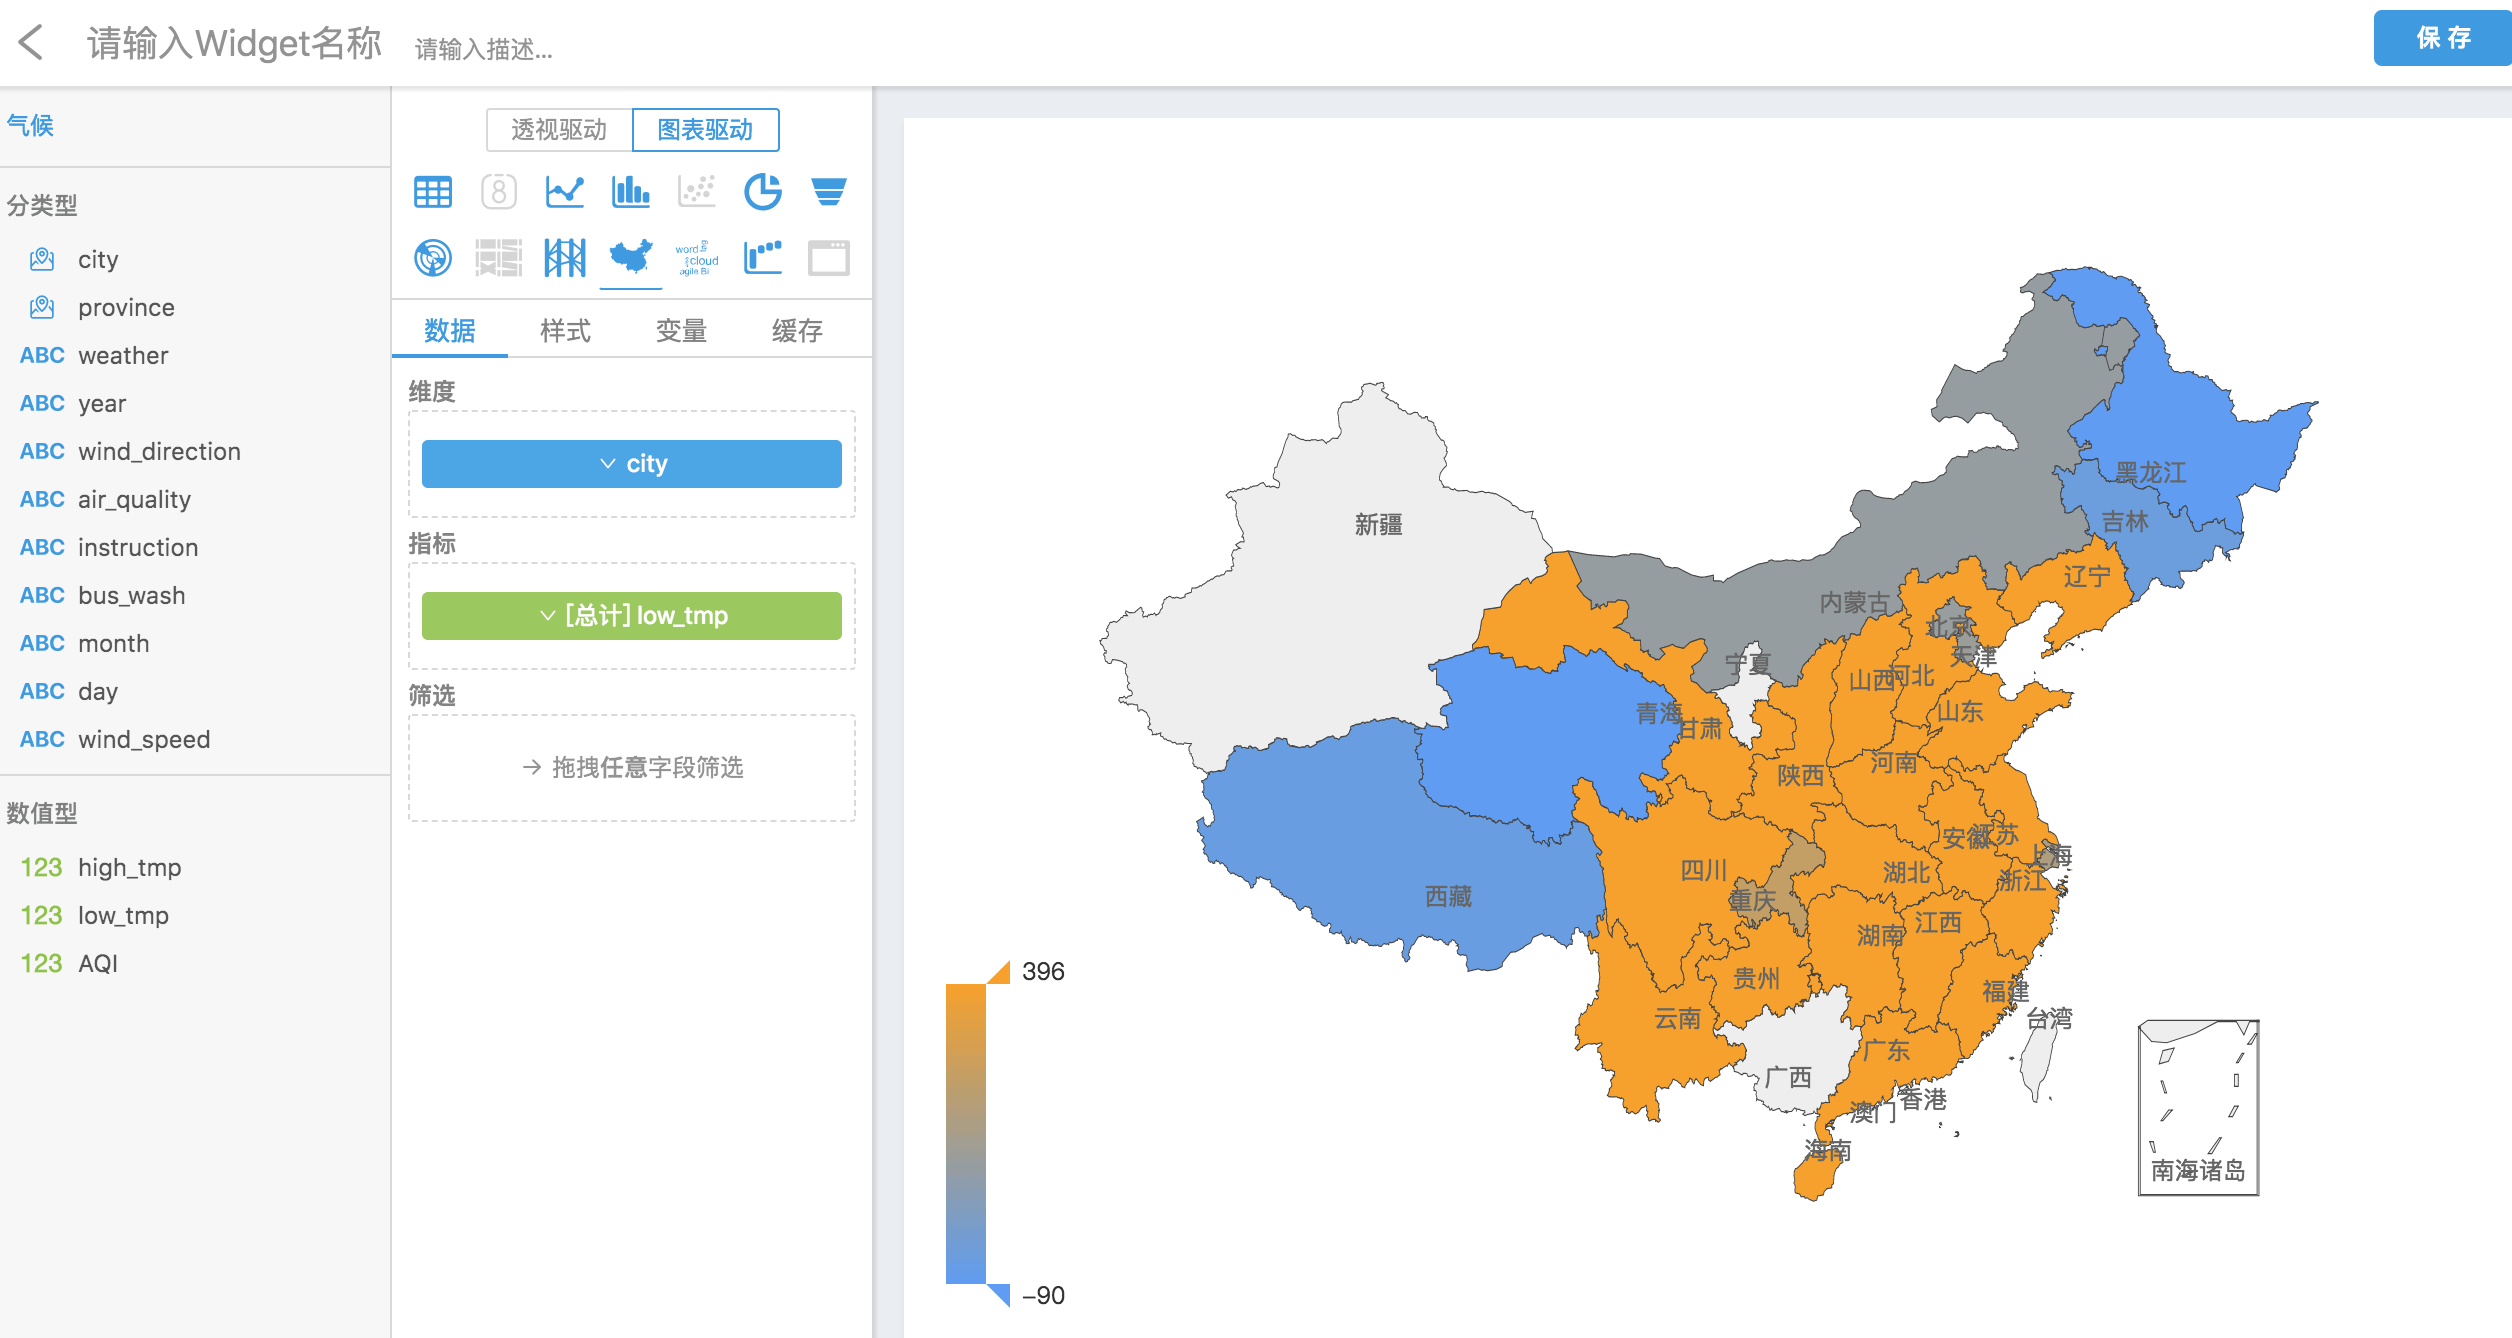 请输入Widget名称 请输入描述... 保 存
气候
分类型
city
province
ABC weather
ABC year
ABC wind_direction
ABC air_quality
ABC instruction
ABC bus_wash
ABC month
ABC day
ABC wind_speed
数值型
123 high_tmp
123 low_tmp
123 AQI
透视驱动 图表驱动
8
word tag
cloud
agile BI
数据 样式 变量 缓存
维度
city
指标
[总计] low_tmp
筛选
→ 拖拽任意字段筛选
黑龙江
新疆
吉林
辽宁
内蒙古
北京
天津
宁夏
山西
河北
山东
青海
甘肃
河南
陕西
安徽
江苏
上海
四川
湖北
浙江
西藏
重庆
江西
湖南
贵州
福建
云南
台湾
广东
广西
香港
澳门
海南
南海诸岛
396
-90